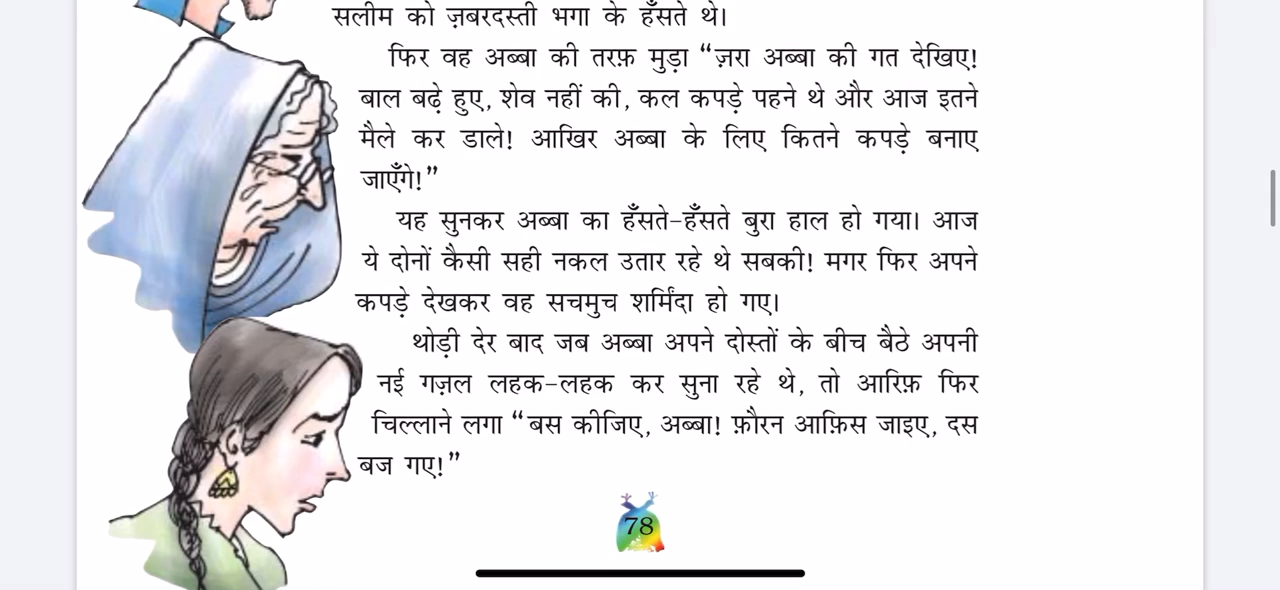 सलीम को ज़बरदस्ती भगा के हँसते थे।
फिर वह अब्बा की तरफ़ मुड़ा “ज़रा अब्बा की गत देखिए!
बाल बढ़े हुए, शेव नहीं की, कल कपड़े पहने थे और आज इतने
मैले कर डाले! आखिर अब्बा के लिए कितने कपड़े बनाए
जाएँगे!”
यह सुनकर अब्बा का हँसते-हँसते बुरा हाल हो गया। आज
ये दोनों कैसी सही नकल उतार रहे थे सबकी! मगर फिर अपने
कपड़े देखकर वह सचमुच शर्मिंदा हो गए।
थोड़ी देर बाद जब अब्बा अपने दोस्तों के बीच बैठे अपनी
नई गज़ल लहक-लहक कर सुना रहे थे, तो आरिफ़ फिर
चिल्लाने लगा “बस कीजिए, अब्बा! फ़ौरन आफ़िस जाइए, दस
बज गए!”
78